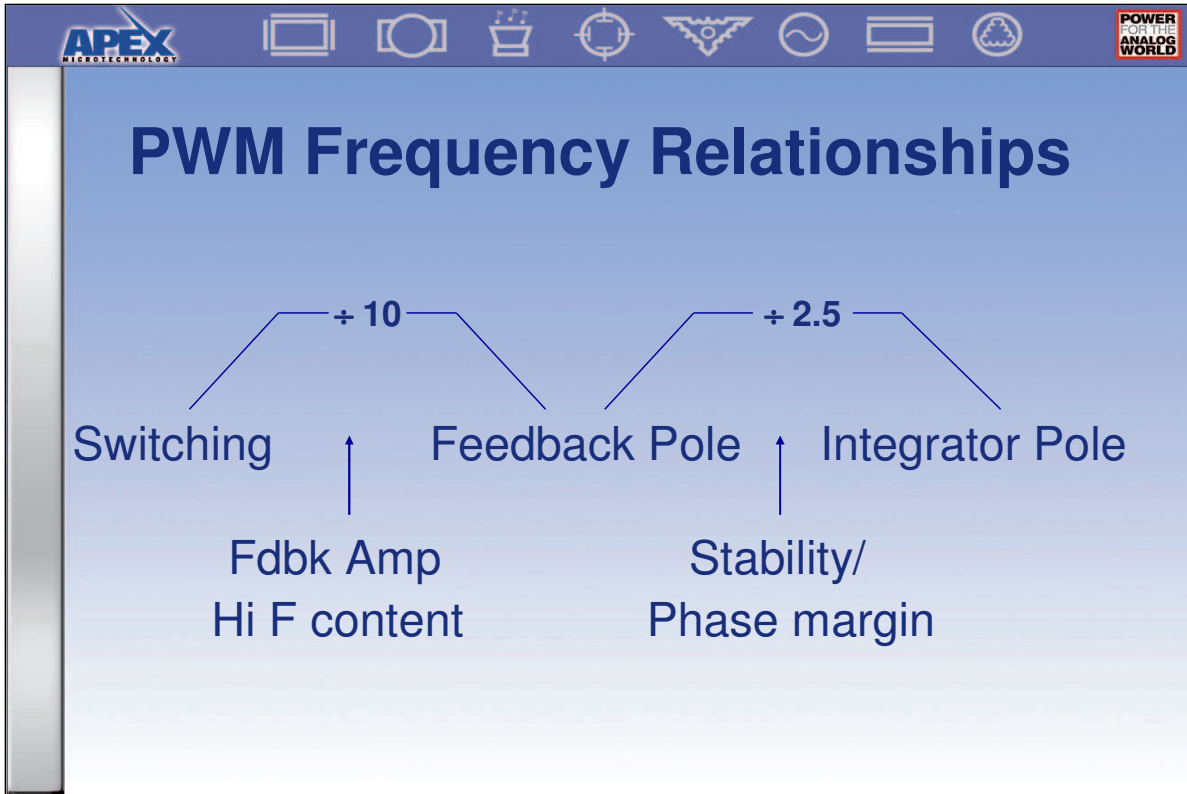 APEX
MICROTECHNOLOGY
POWER
FOR THE
ANALOG
WORLD
PWM Frequency Relationships
÷ 10
÷ 2.5
Switching
Feedback Pole
Integrator Pole
Fdbk Amp
Hi F content
Stability/
Phase margin